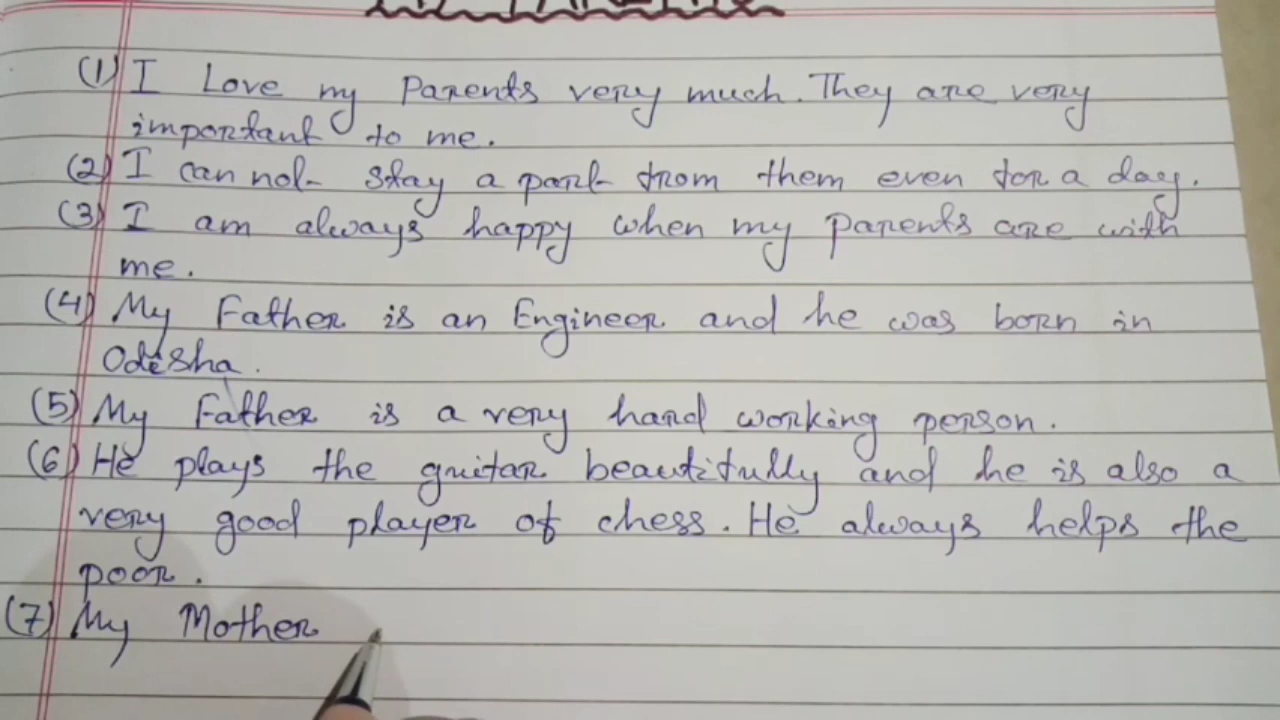 (1) I Love my Parents very much. They are very
important to me.
(2) I can not stay a part from them even for a day.
(3) I am always happy when my parents are with
me.
(4) My Father is an Engineer and he was born in
Odisha.
(5) My Father is a very hard working person.
(6) He plays the guitar beautifully and he is also a
very good player of chess. He always helps the
poor.
(7) My Mother